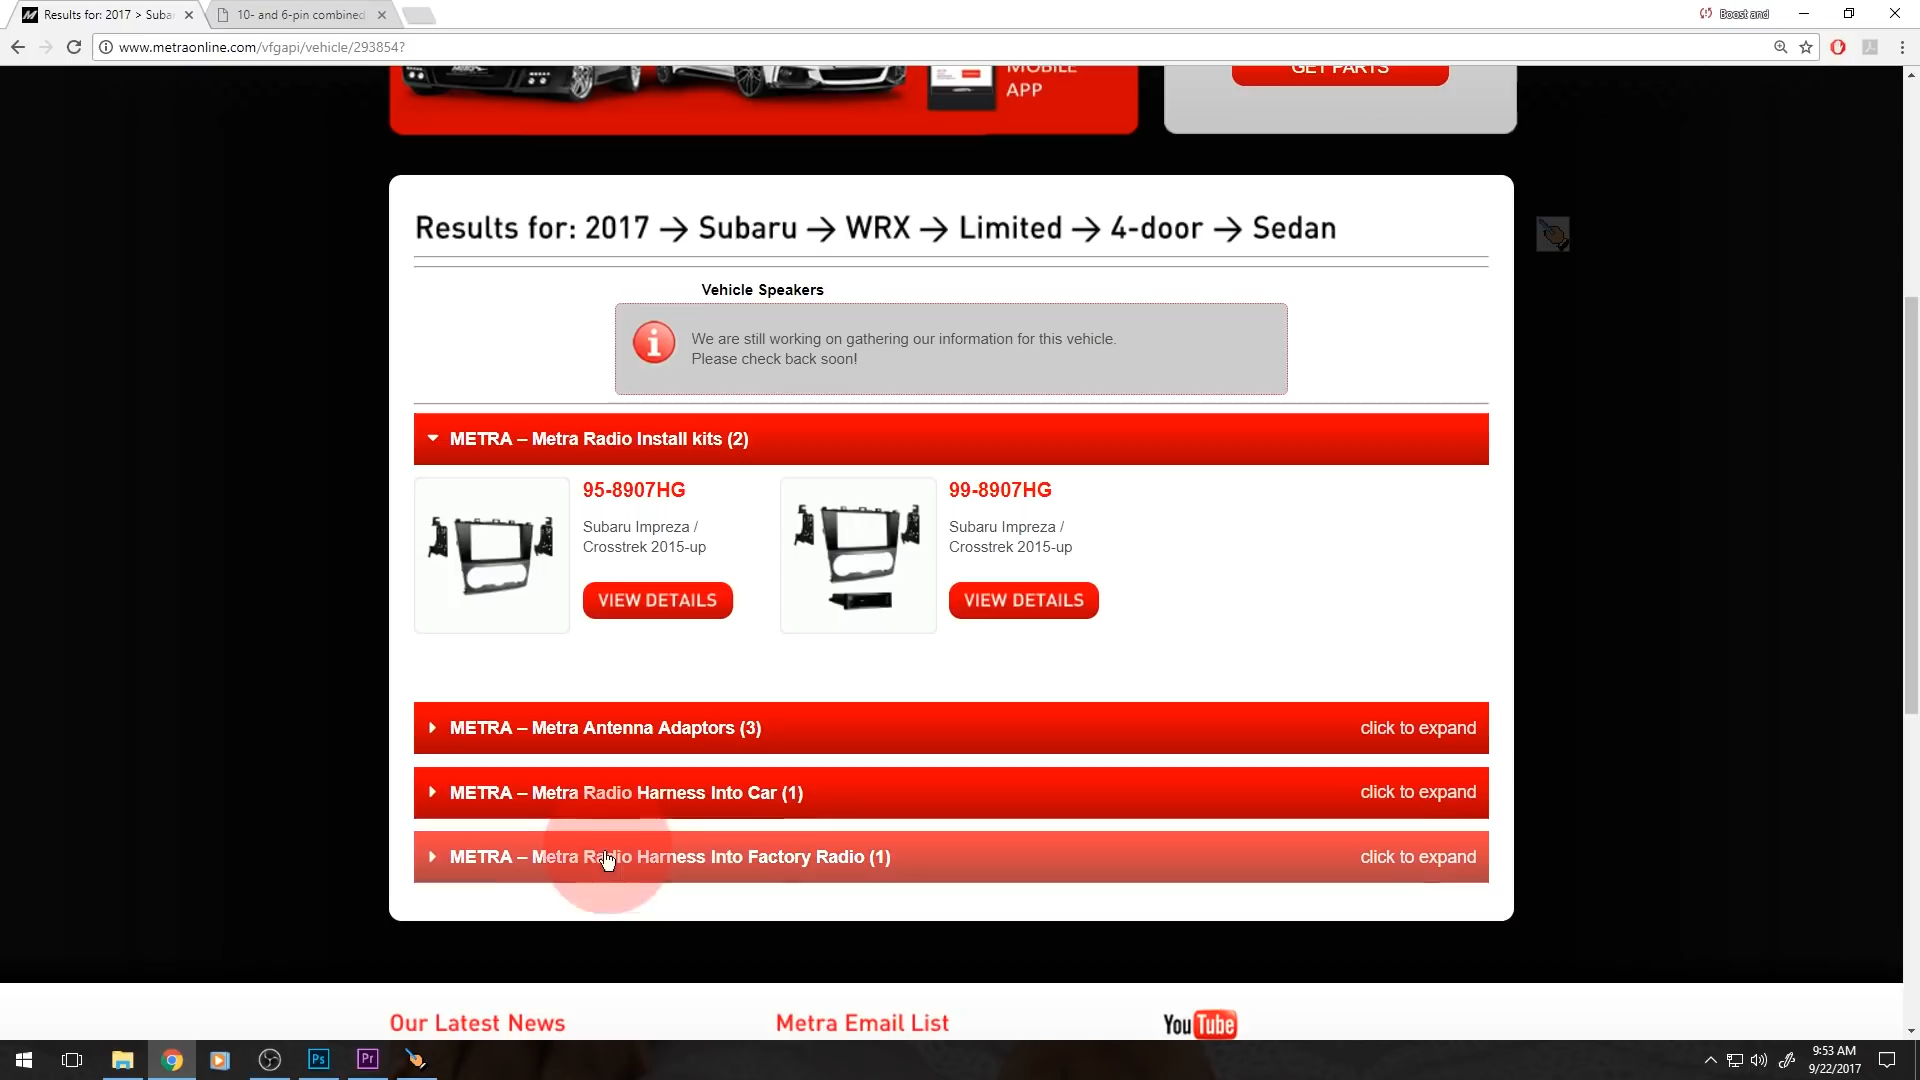 Results for: 2017 > Suba
10- and 6-pin combined
Boost and
www.metraonline.com/vfgapi/vehicle/293854?
MOBILE
APP
GET PARTS
Results for: 2017 → Subaru → WRX → Limited → 4-door → Sedan
Vehicle Speakers
We are still working on gathering our information for this vehicle.
Please check back soon!
METRA – Metra Radio Install kits (2)
95-8907HG
Subaru Impreza /
Crosstrek 2015-up
VIEW DETAILS
99-8907HG
Subaru Impreza /
Crosstrek 2015-up
VIEW DETAILS
METRA – Metra Antenna Adaptors (3)
click to expand
METRA – Metra Radio Harness Into Car (1)
click to expand
METRA – Metra Radio Harness Into Factory Radio (1)
click to expand
Our Latest News
Metra Email List
YouTube
Ps
Pr
9:53 AM
9/22/2017